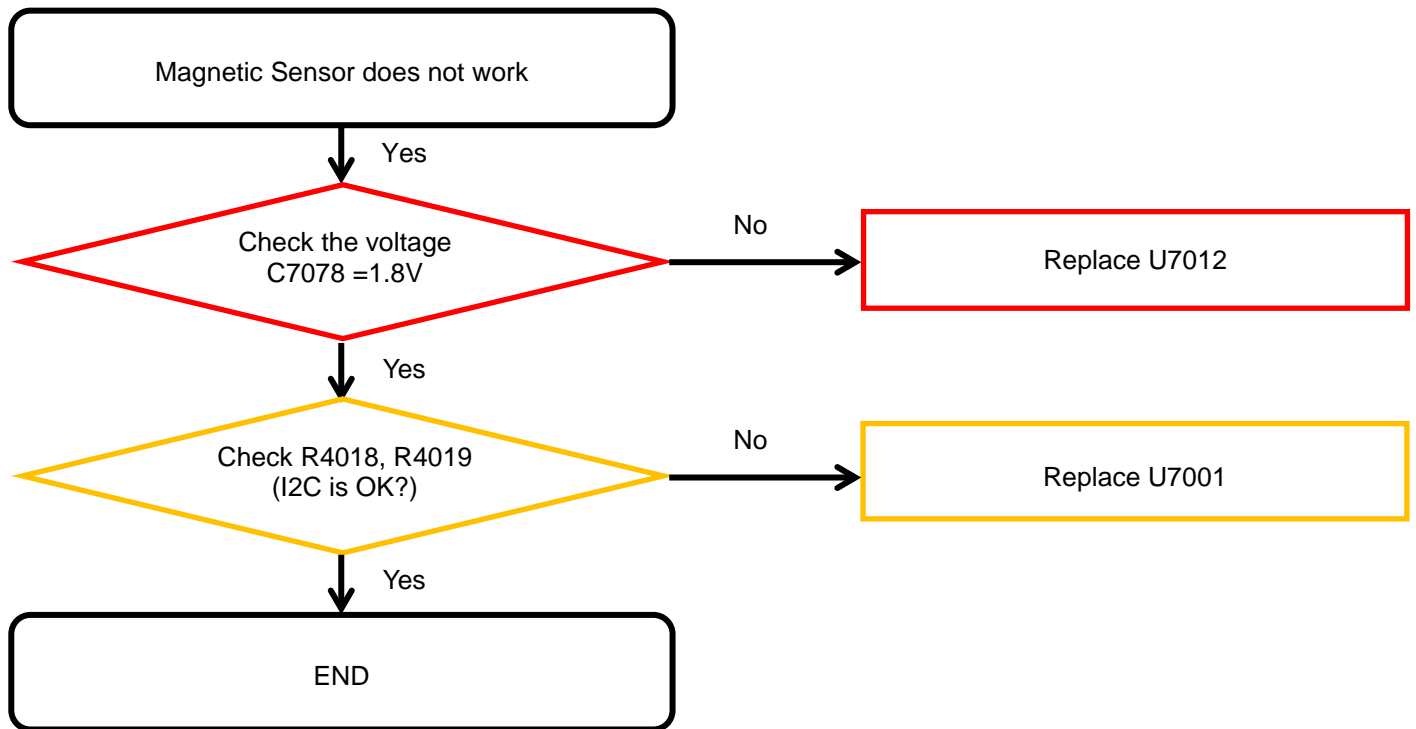 Magnetic Sensor does not work
Yes
Check the voltage
C7078 =1.8V
No
Replace U7012
Yes
Check R4018, R4019
(I2C is OK?)
No
Replace U7001
Yes
END